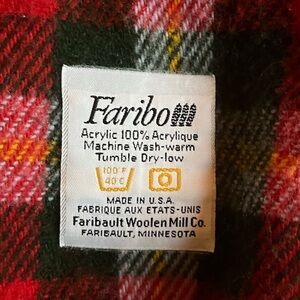 Faribo
Acrylic 100% Acrylique
Machine Wash-warm
Tumble Dry-low
100°F
40°C
MADE IN U.S.A.
FABRIQUE AUX ETATS-UNIS
Faribault Woolen Mill Co.
FARIBAULT, MINNESOTA